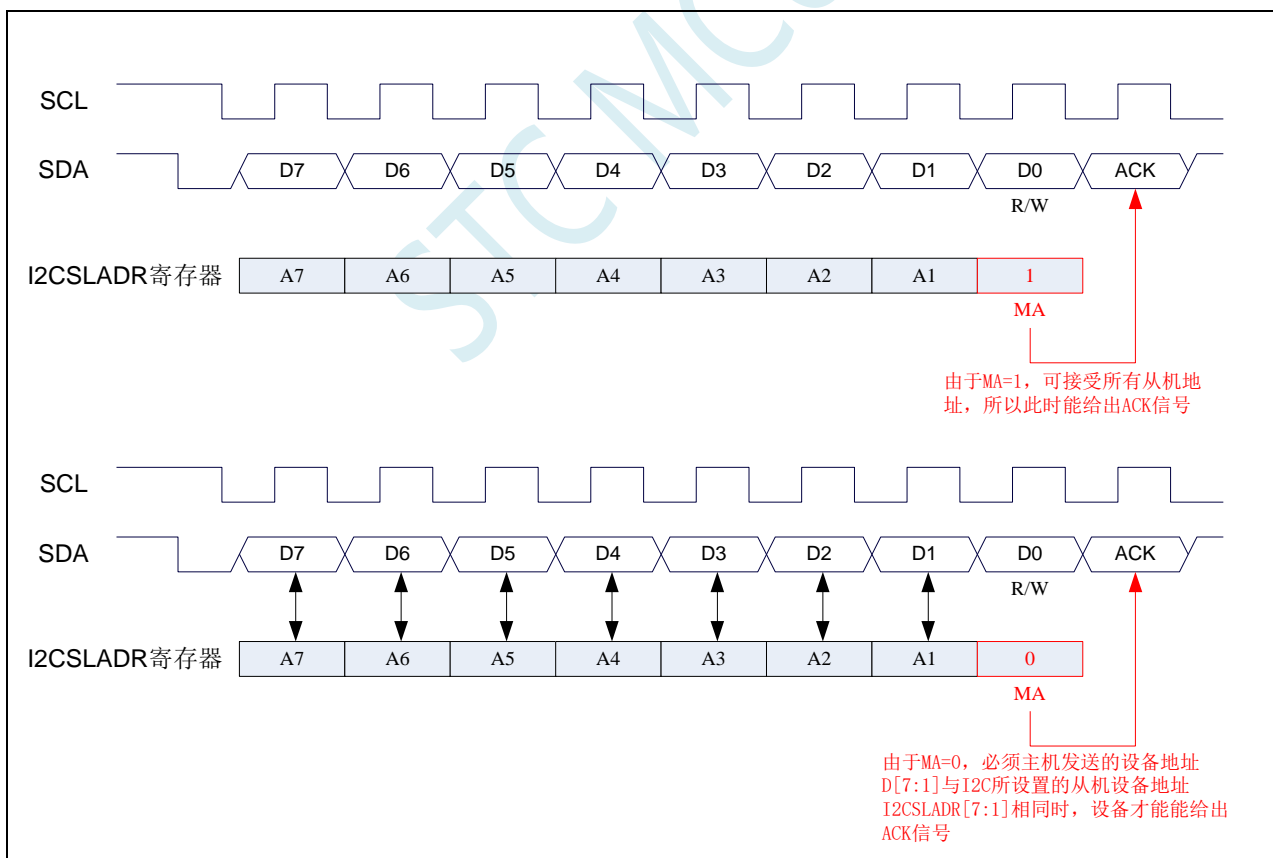 STC MCU
SCL
SDA D7 D6 D5 D4 D3 D2 D1 D0 ACK
R/W
I2CSLADR寄存器 A7 A6 A5 A4 A3 A2 A1 1
MA
由于MA=1，可接受所有从机地
址，所以此时能给出ACK信号
SCL
SDA D7 D6 D5 D4 D3 D2 D1 D0 ACK
R/W
I2CSLADR寄存器 A7 A6 A5 A4 A3 A2 A1 0
MA
由于MA=0，必须主机发送的设备地址
D[7:1]与I2C所设置的从机设备地址
I2CSLADR[7:1]相同时，设备才能能给出
ACK信号